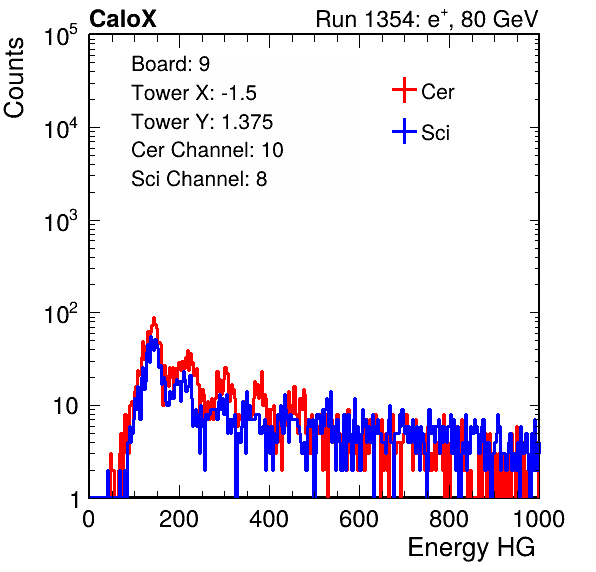 CaloX Run 1354: e+, 80 GeV
Counts
10^5
10^4
10^3
10^2
10
1
Board: 9
Tower X: -1.5
Tower Y: 1.375
Cer Channel: 10
Sci Channel: 8
Cer
Sci
0 200 400 600 800 1000
Energy HG